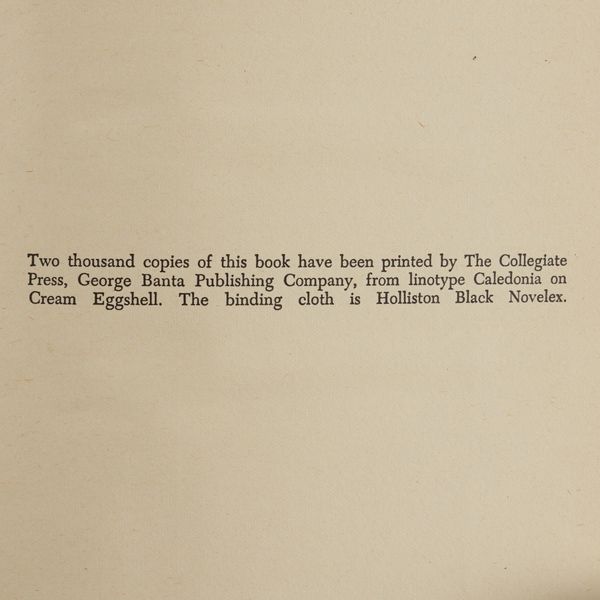 Two thousand copies of this book have been printed by The Collegiate
Press, George Banta Publishing Company, from linotype Caledonia on
Cream Eggshell. The binding cloth is Holliston Black Novelex.